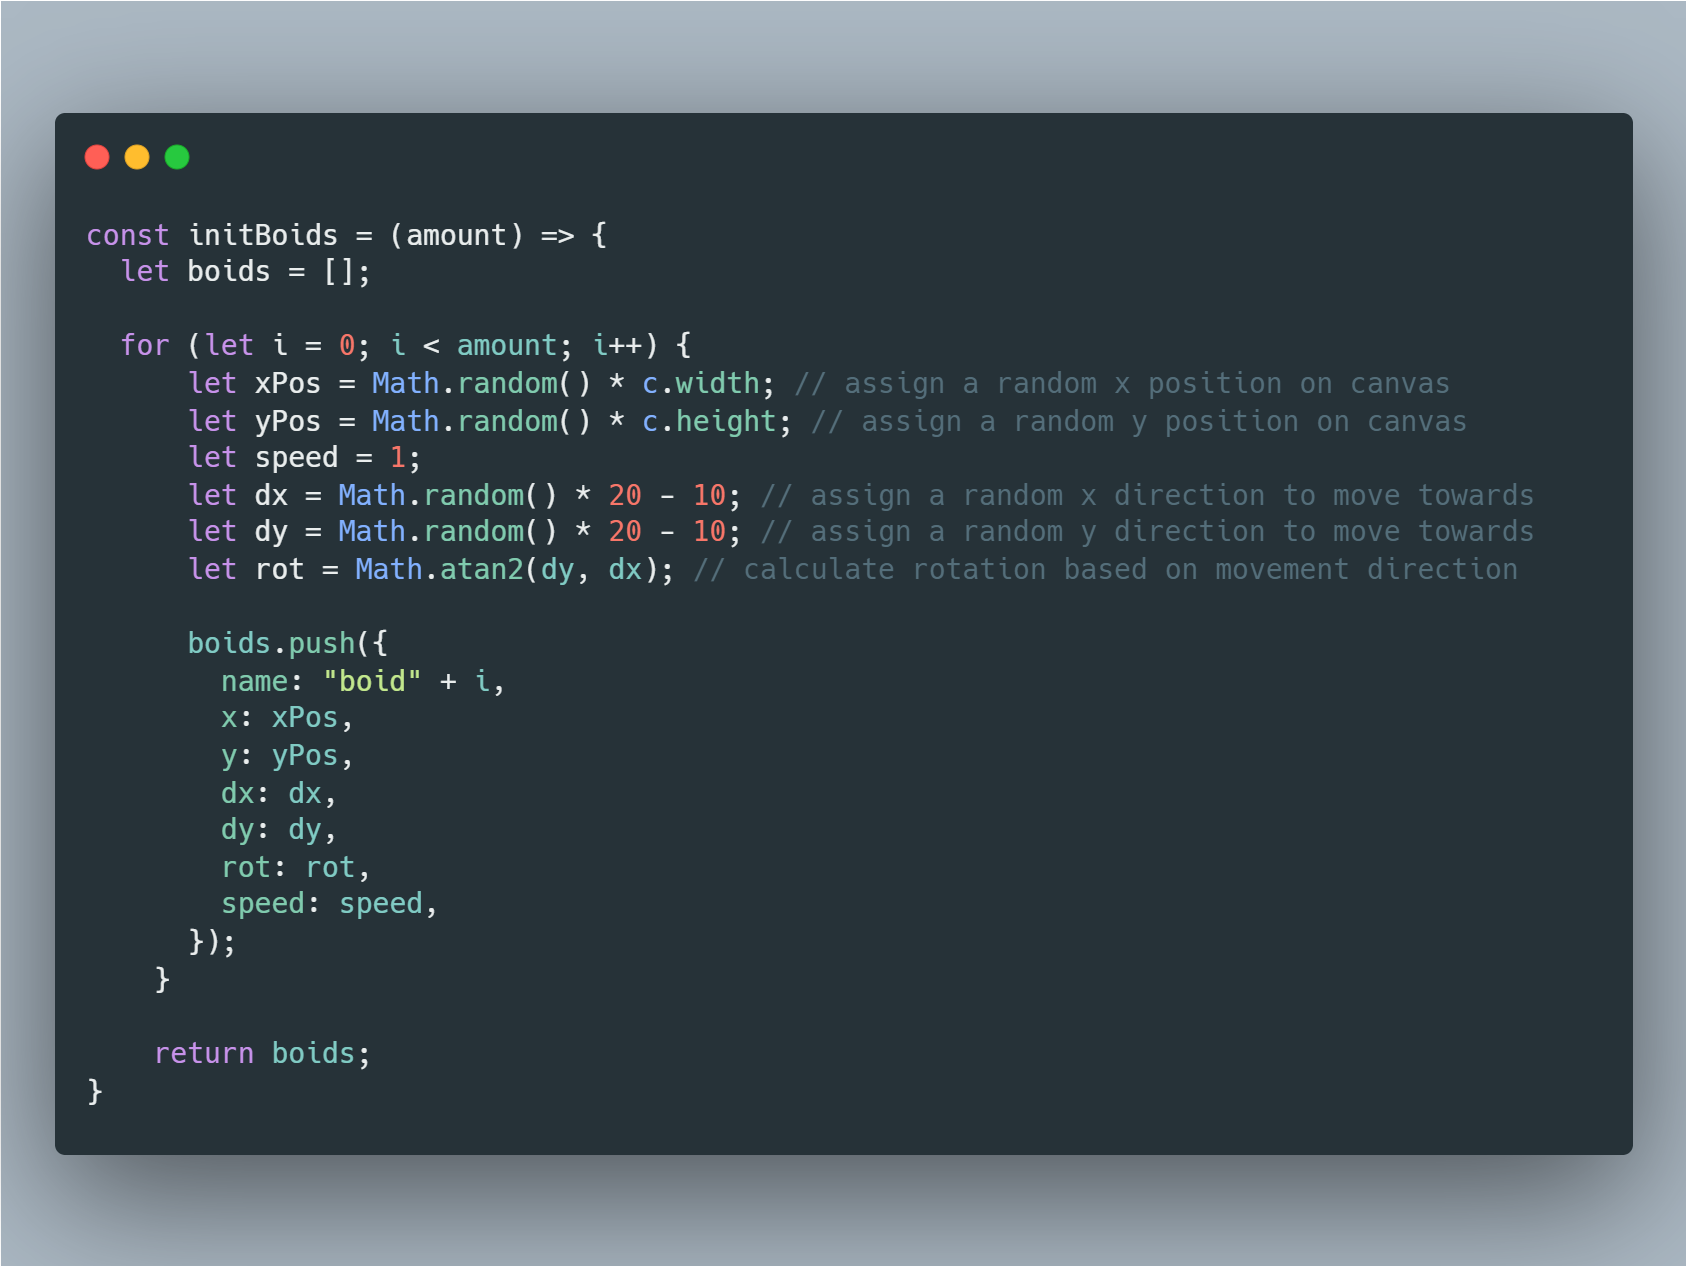 const initBoids = (amount) => {
  let boids = [];

  for (let i = 0; i < amount; i++) {
      let xPos = Math.random() * c.width; // assign a random x position on canvas
      let yPos = Math.random() * c.height; // assign a random y position on canvas
      let speed = 1;
      let dx = Math.random() * 20 - 10; // assign a random x direction to move towards
      let dy = Math.random() * 20 - 10; // assign a random y direction to move towards
      let rot = Math.atan2(dy, dx); // calculate rotation based on movement direction

      boids.push({
        name: "boid" + i,
        x: xPos,
        y: yPos,
        dx: dx,
        dy: dy,
        rot: rot,
        speed: speed,
      });
    }

    return boids;
}